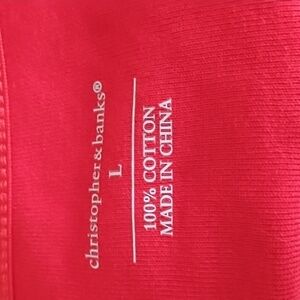 christopher & banks®
L
100% COTTON
MADE IN CHINA